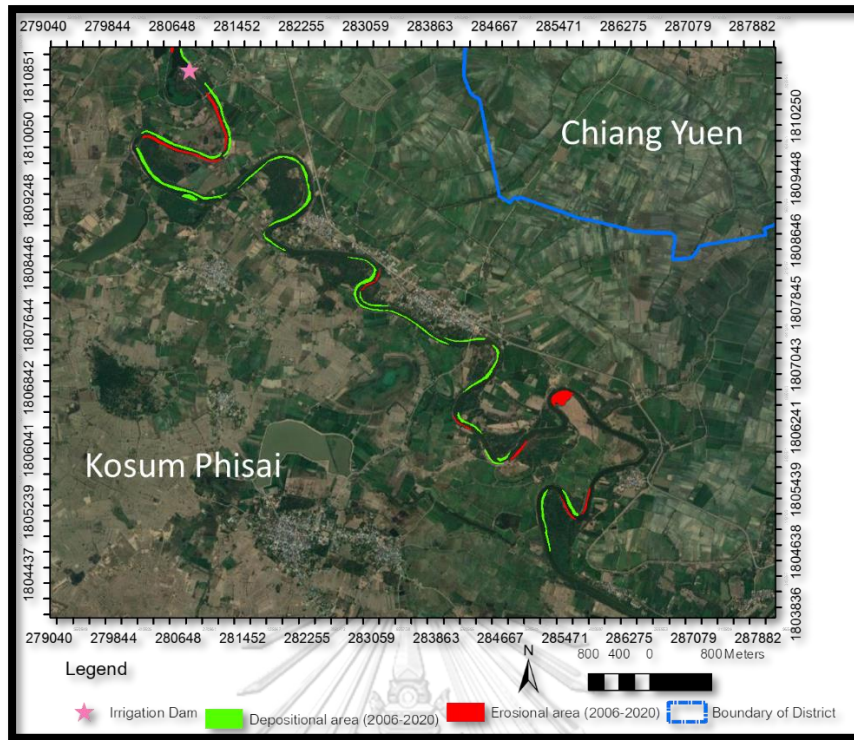 279040 279844 280648 281452 282255 283059 283863 284667 285471 286275 287079 287882
1810851
1810050
1809248
1808446
1807644
1806842
1806041
1805239
1804437
1810250
1809448
1808646
1807845
1807043
1806241
1805439
1804638
1803836
Chiang Yuen
Kosum Phisai
279040 279844 280648 281452 282255 283059 283863 284667 285471 286275 287079 287882
Legend
N
800 400 0 800 Meters
Irrigation Dam Depositional area (2006-2020) Erosional area (2006-2020) Boundary of District